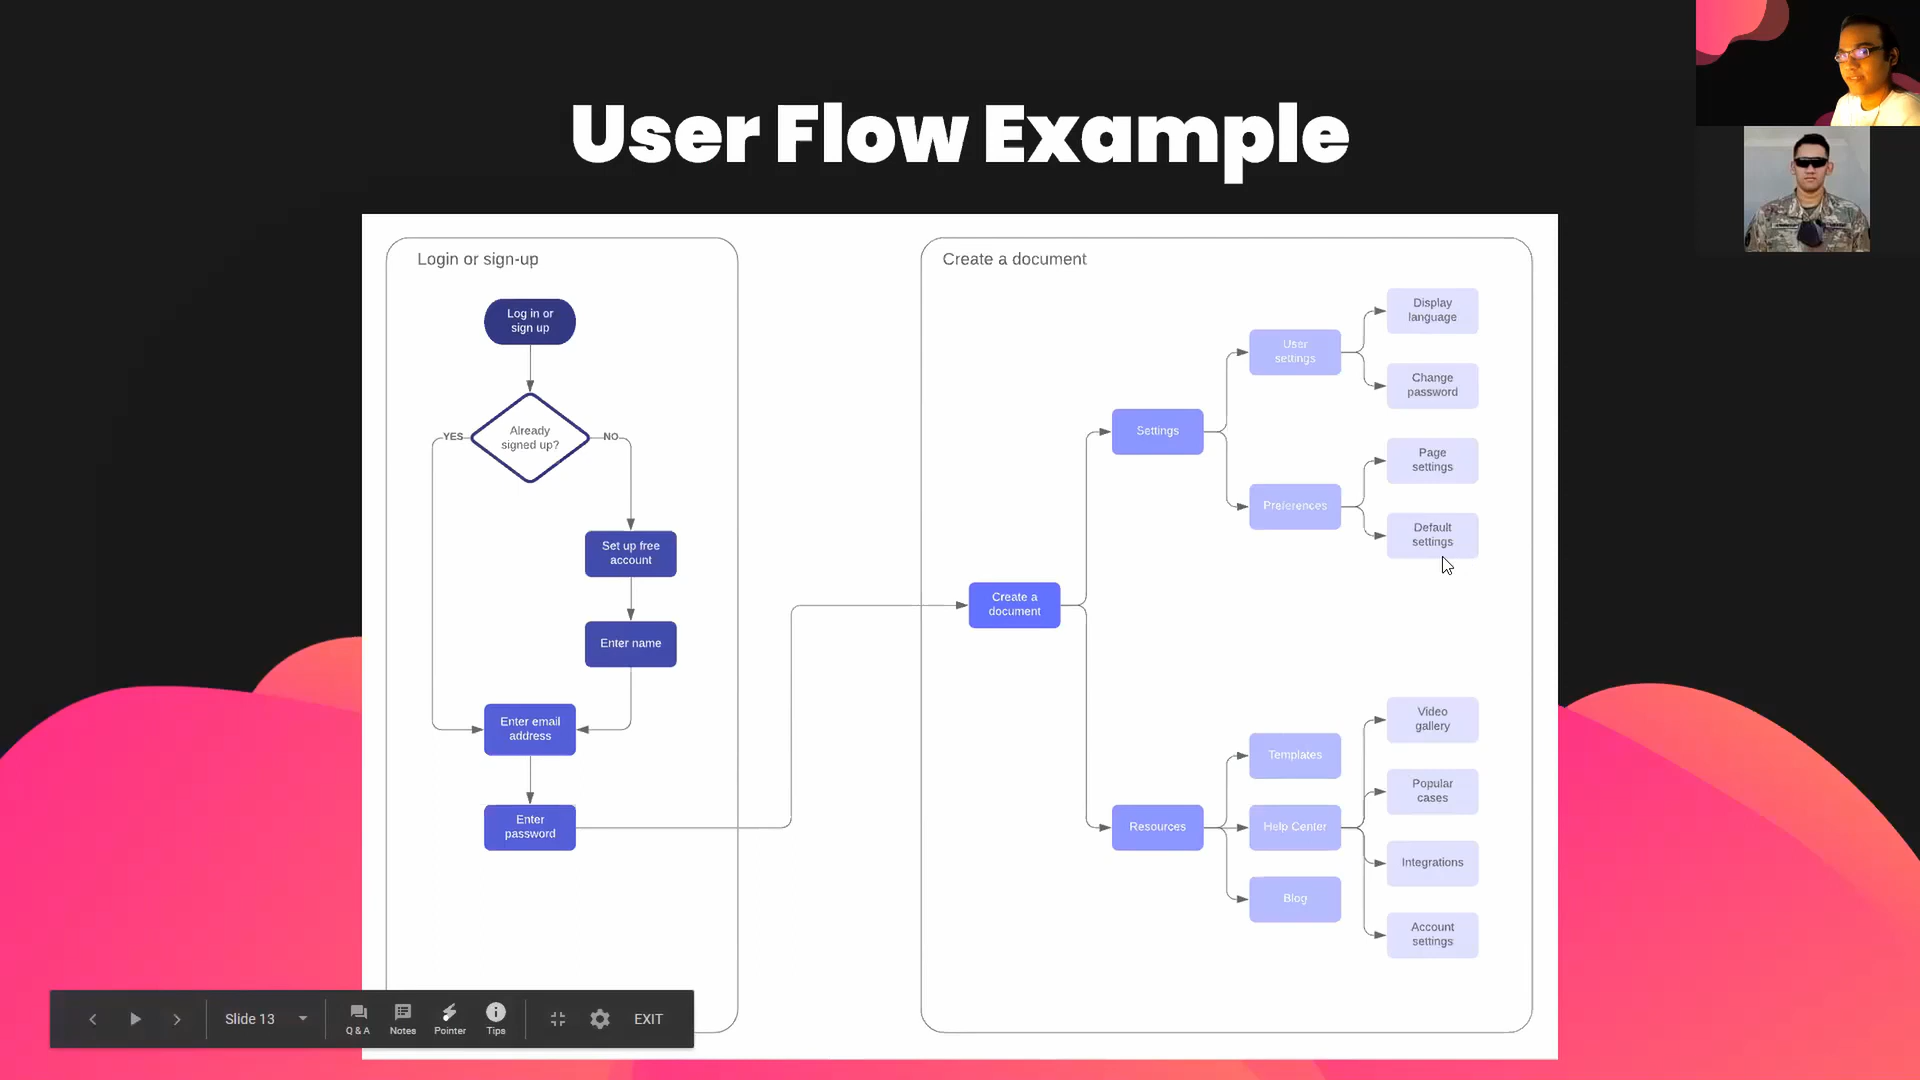 User Flow Example
Login or sign-up
Log in or
sign up
Already
signed up?
YES
NO
Set up free
account
Enter name
Enter email
address
Enter
password
Create a document
Create a
document
Settings
User
settings
Display
language
Change
password
Preferences
Page
settings
Default
settings
Resources
Templates
Help Center
Blog
Video
gallery
Popular
cases
Integrations
Account
settings
Slide 13
Q & A
Notes
Pointer
Tips
EXIT